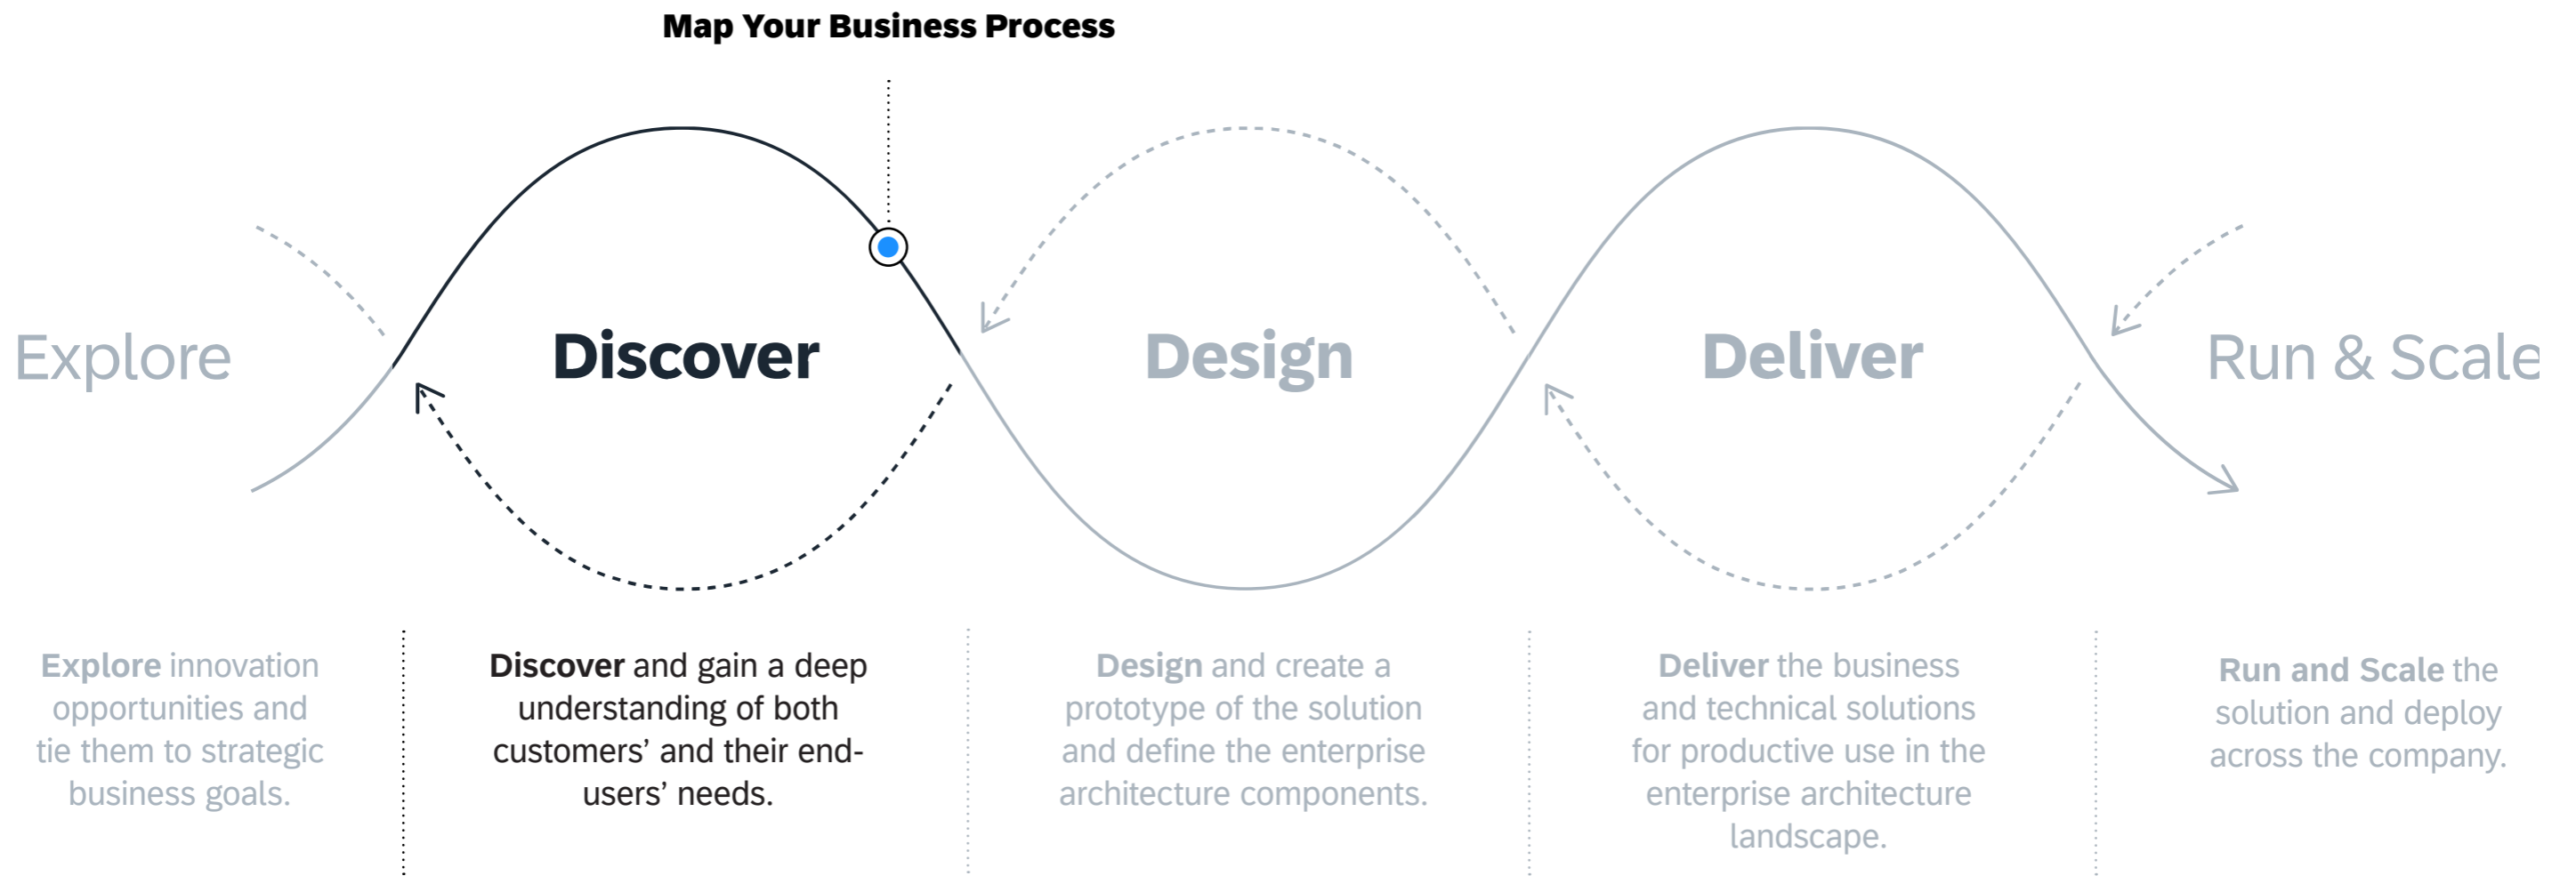 Map Your Business Process
Explore
Discover
Design
Deliver
Run & Scale
Explore innovation
opportunities and
tie them to strategic
business goals.
Discover and gain a deep
understanding of both
customers’ and their end-
users’ needs.
Design and create a
prototype of the solution
and define the enterprise
architecture components.
Deliver the business
and technical solutions
for productive use in the
enterprise architecture
landscape.
Run and Scale the
solution and deploy
across the company.